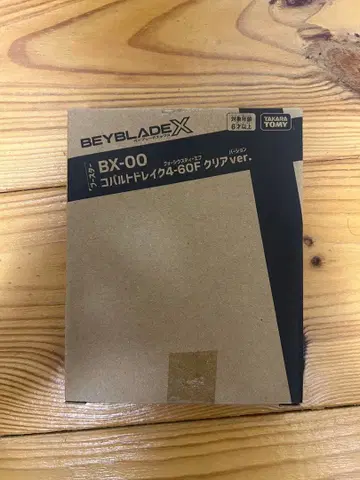 BEYBLADE X
対象年齢
6才以上
TAKARA
TOMY
ブースター
BX-00
フォーシックスティ・エフ
バージョン
コバルトドレイク4-60F クリアver.